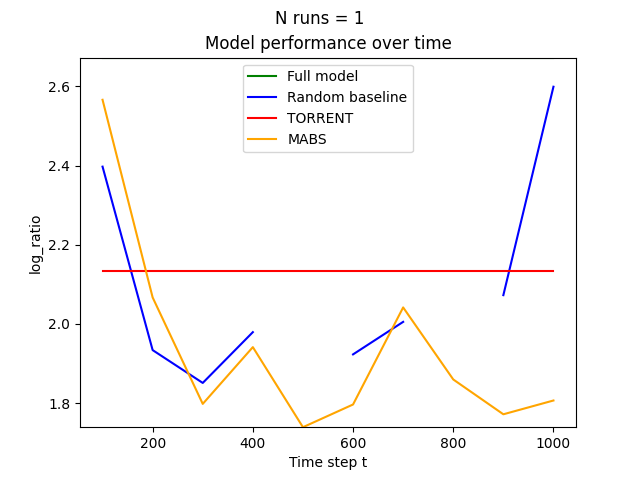 N runs = 1
Model performance over time
Full model
Random baseline
TORRENT
MABS
log_ratio
2.6
2.4
2.2
2.0
1.8
200 400 600 800 1000
Time step t